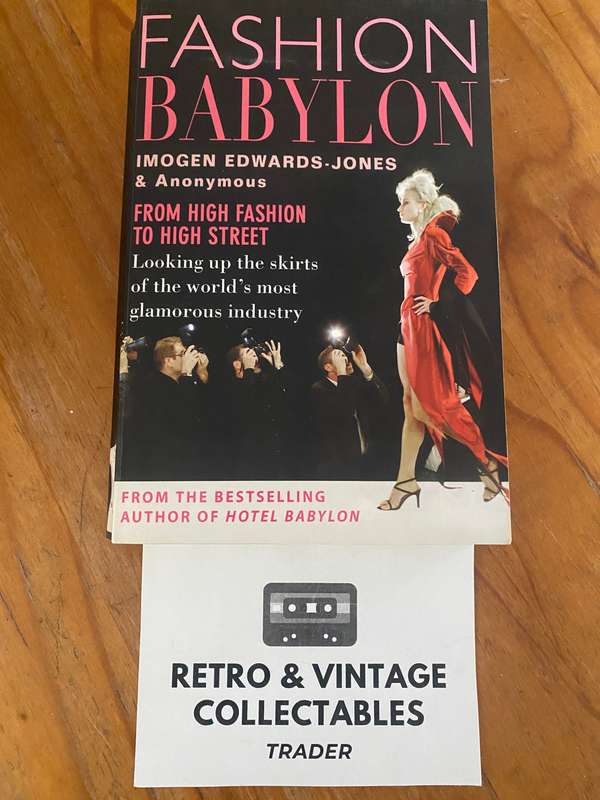 FASHION
BABYLON
IMOGEN EDWARDS-JONES
& Anonymous
FROM HIGH FASHION
TO HIGH STREET
Looking up the skirts
of the world's most
glamorous industry
FROM THE BESTSELLING
AUTHOR OF HOTEL BABYLON
RETRO & VINTAGE
COLLECTABLES
TRADER